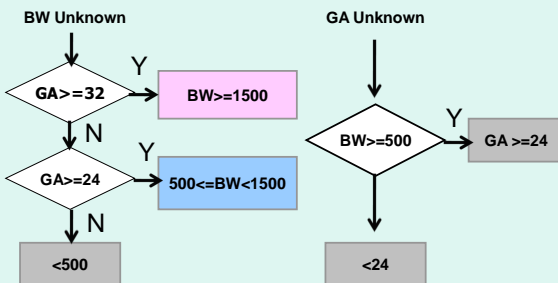 BW Unknown
GA>=32
Y
BW>=1500
N
GA>=24
Y
500<=BW<1500
N
<500
GA Unknown
BW>=500
Y
GA >=24
<24